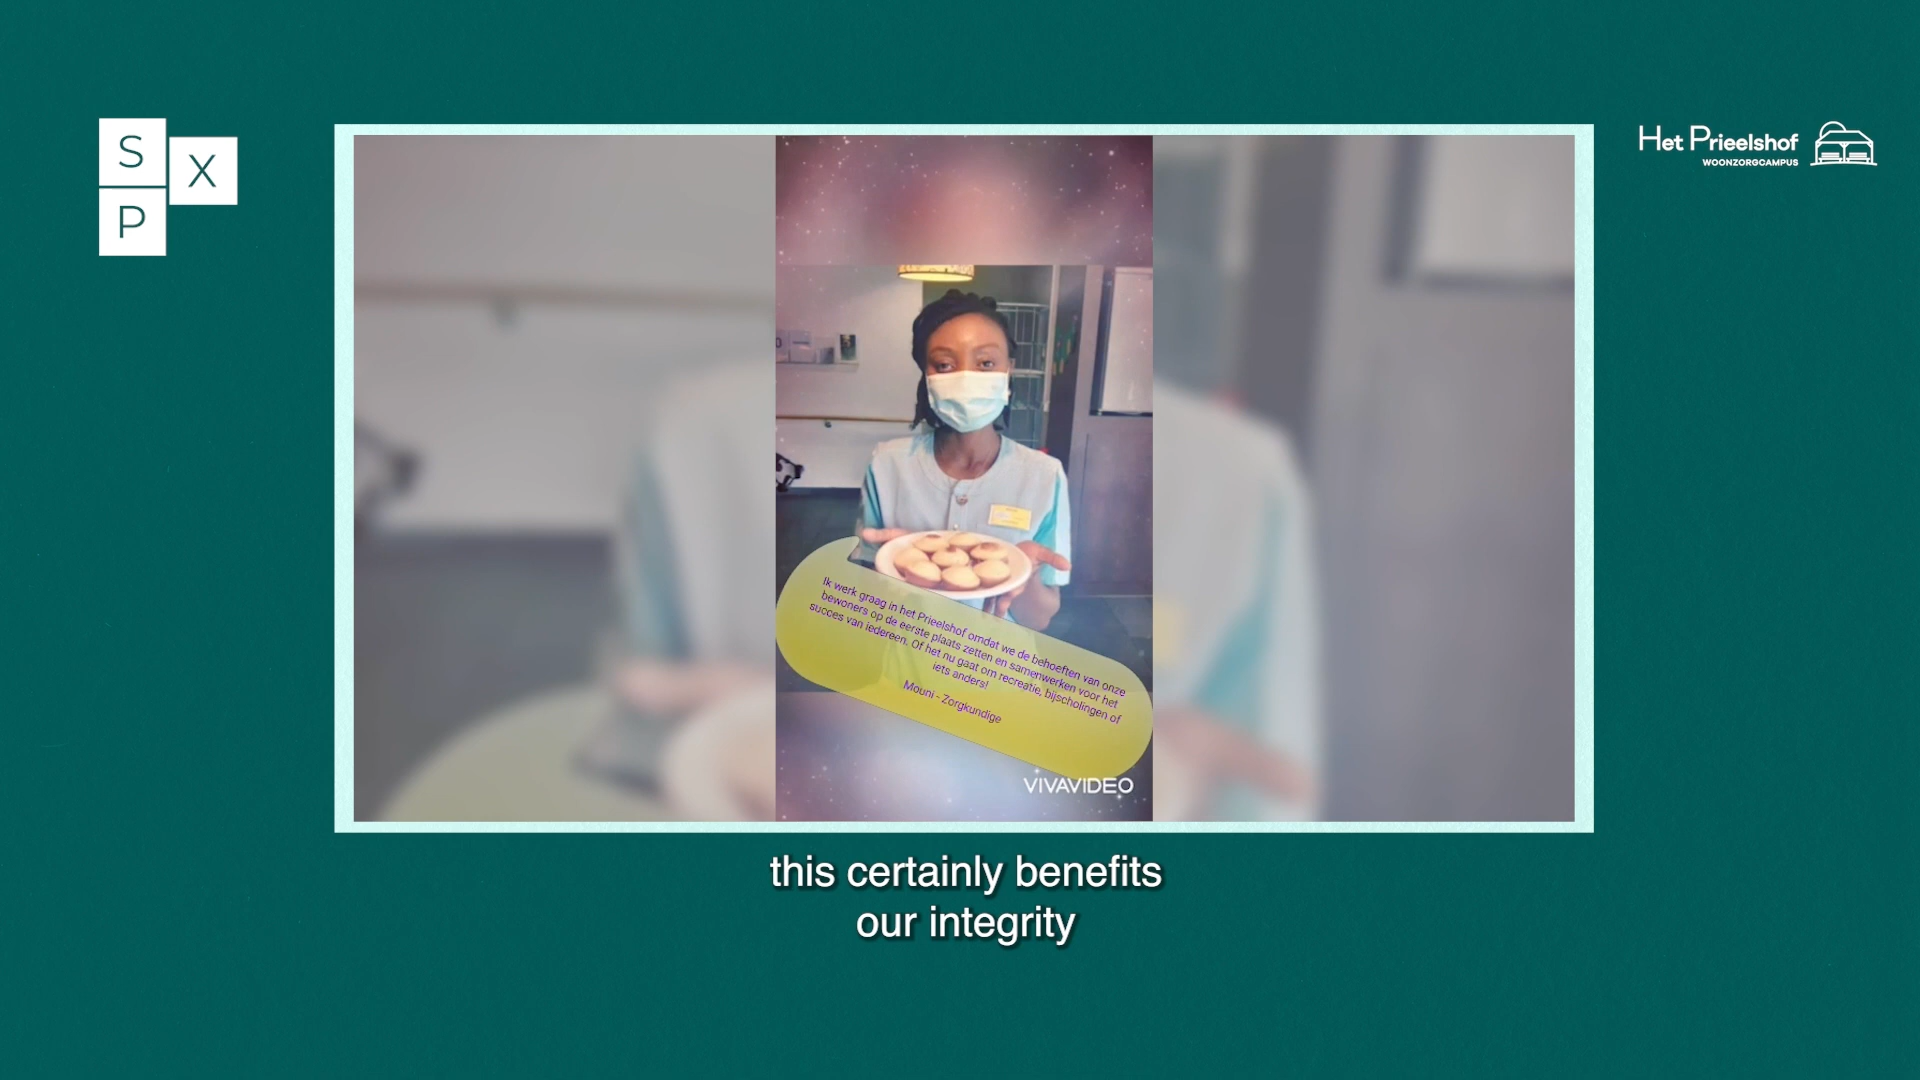 S
X
P
Het Prieelshof
WOONZORGCAMPUS
Ik werk graag in het Prieelshof omdat we de behoeften van onze
bewoners op de eerste plaats zetten en samenwerken voor het
succes van iedereen. Of het nu gaat om recreatie, bijscholingen of
iets anders!
Mouni - Zorgkundige
VIVAVIDEO
this certainly benefits
our integrity